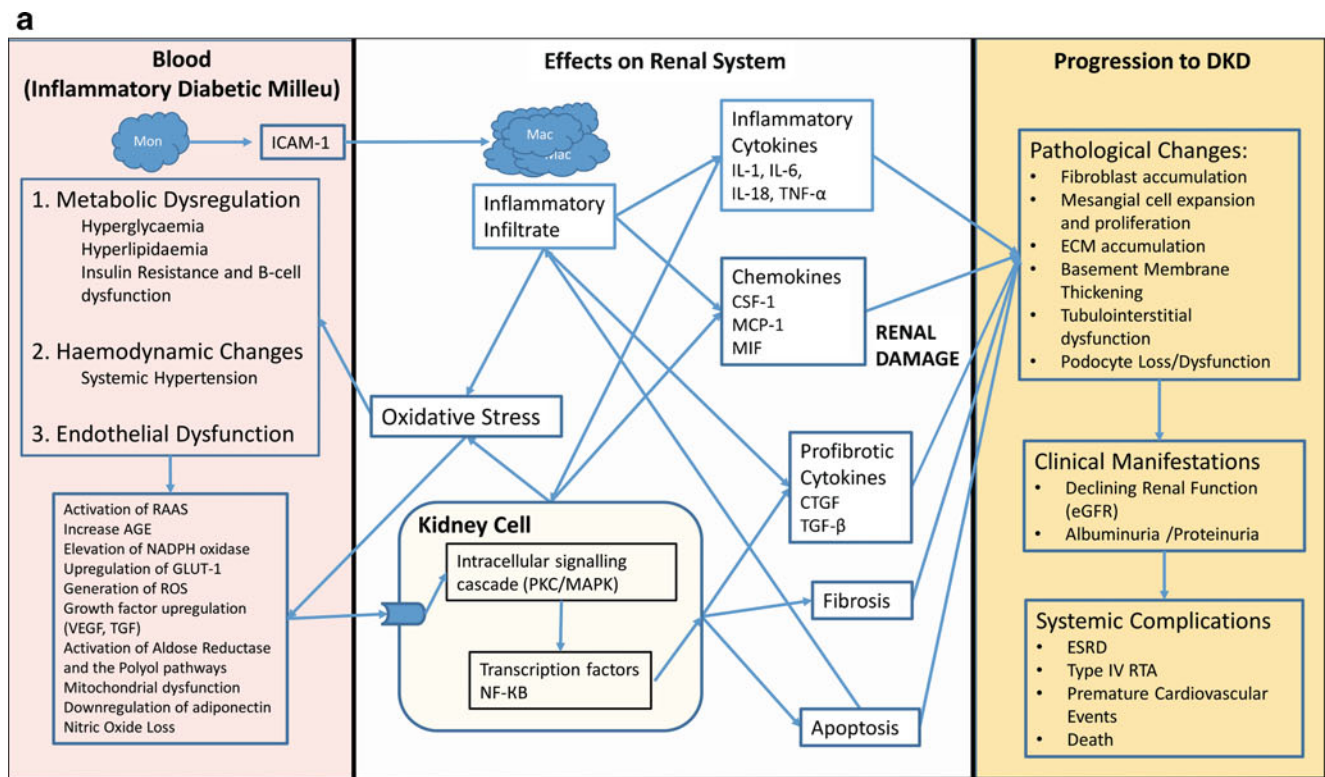 a
Blood
(Inflammatory Diabetic Milleu)
Mon
ICAM-1
1. Metabolic Dysregulation
Hyperglycaemia
Hyperlipidaemia
Insulin Resistance and B-cell
dysfunction
2. Haemodynamic Changes
Systemic Hypertension
3. Endothelial Dysfunction
Activation of RAAS
Increase AGE
Elevation of NADPH oxidase
Upregulation of GLUT-1
Generation of ROS
Growth factor upregulation
(VEGF, TGF)
Activation of Aldose Reductase
and the Polyol pathways
Mitochondrial dysfunction
Downregulation of adiponectin
Nitric Oxide Loss
Effects on Renal System
Mac
Mac
Inflammatory
Infiltrate
Inflammatory
Cytokines
IL-1, IL-6,
IL-18, TNF-α
Chemokines
CSF-1
MCP-1
MIF
RENAL
DAMAGE
Oxidative Stress
Profibrotic
Cytokines
CTGF
TGF-β
Kidney Cell
Intracellular signalling
cascade (PKC/MAPK)
Transcription factors
NF-KB
Fibrosis
Apoptosis
Progression to DKD
Pathological Changes:
• Fibroblast accumulation
• Mesangial cell expansion
and proliferation
• ECM accumulation
• Basement Membrane
Thickening
• Tubulointerstitial
dysfunction
• Podocyte Loss/Dysfunction
Clinical Manifestations
• Declining Renal Function
(eGFR)
• Albuminuria /Proteinuria
Systemic Complications
• ESRD
• Type IV RTA
• Premature Cardiovascular
Events
• Death